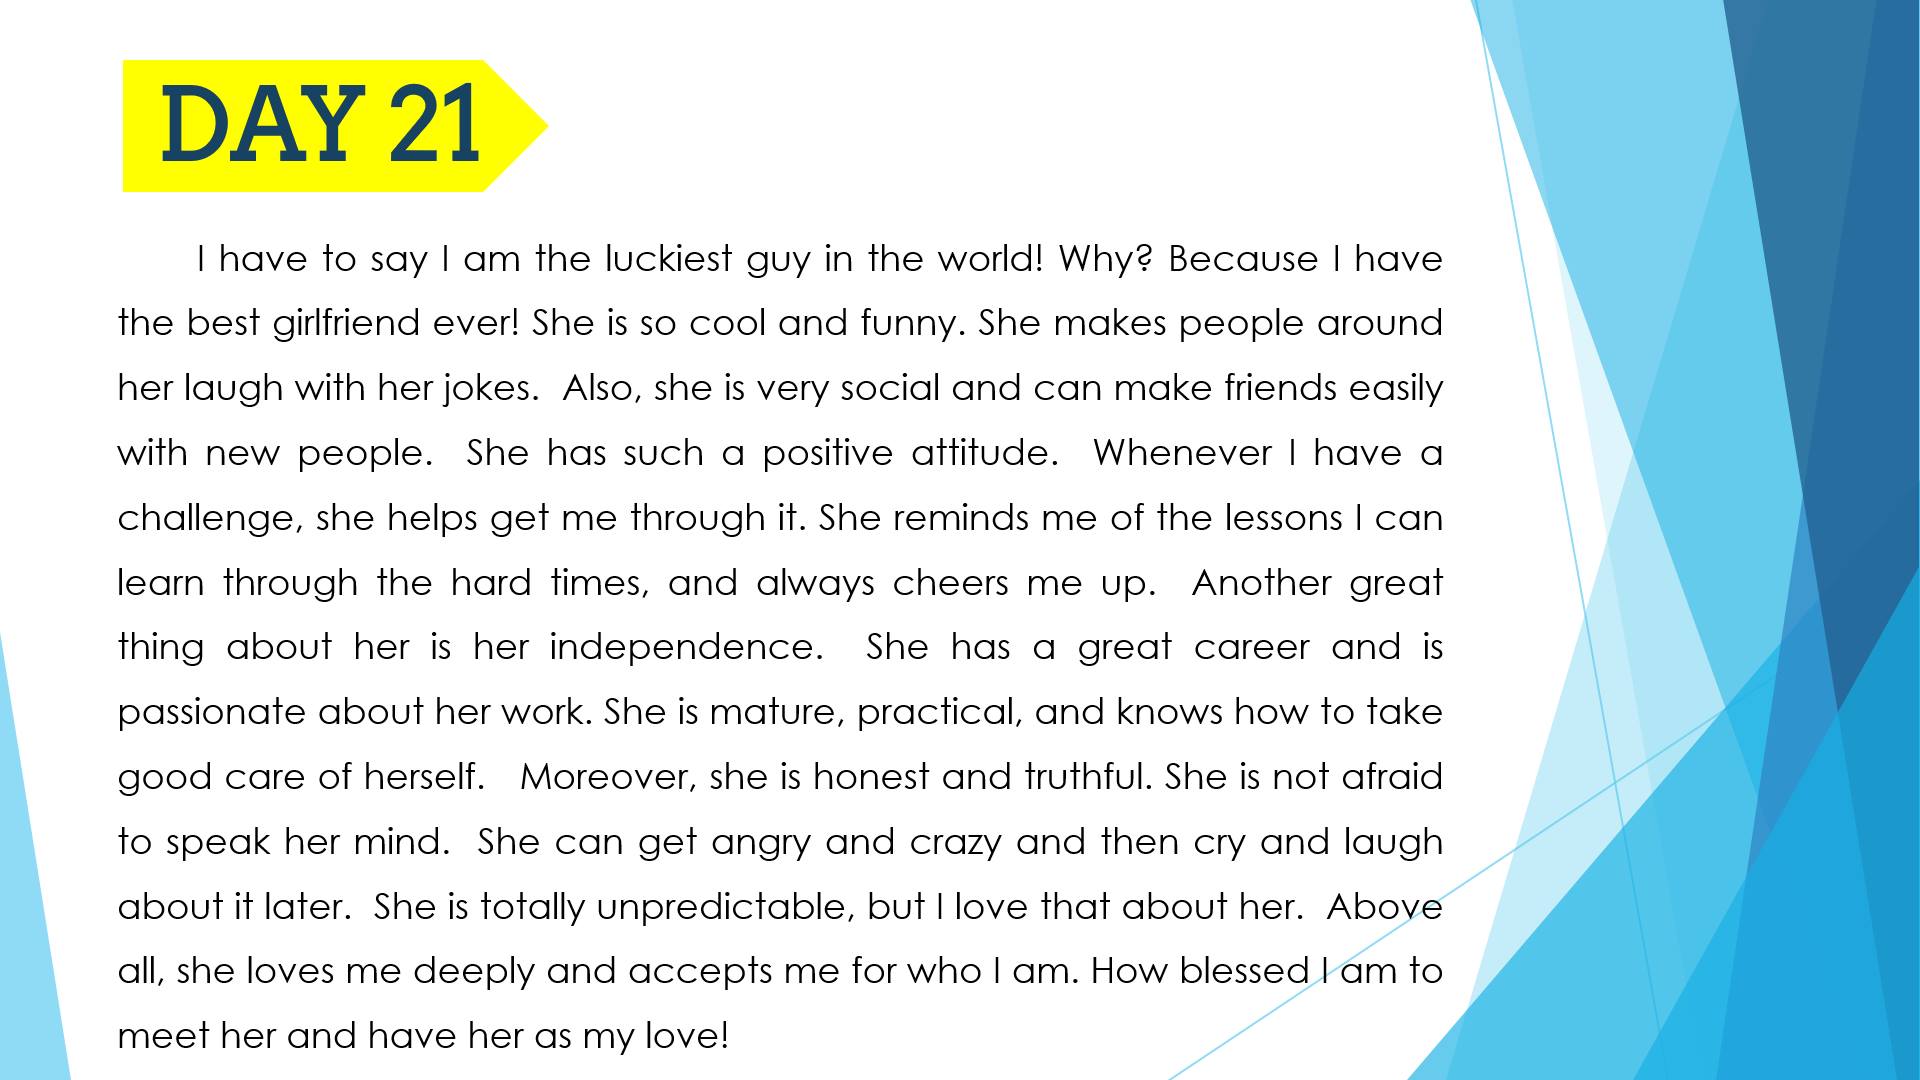 DAY 21
I have to say I am the luckiest guy in the world! Why? Because I have
the best girlfriend ever! She is so cool and funny. She makes people around
her laugh with her jokes.  Also, she is very social and can make friends easily
with new people.  She has such a positive attitude.  Whenever I have a
challenge, she helps get me through it. She reminds me of the lessons I can
learn through the hard times, and always cheers me up.  Another great
thing about her is her independence.  She has a great career and is
passionate about her work. She is mature, practical, and knows how to take
good care of herself.   Moreover, she is honest and truthful. She is not afraid
to speak her mind.  She can get angry and crazy and then cry and laugh
about it later.  She is totally unpredictable, but I love that about her.  Above
all, she loves me deeply and accepts me for who I am. How blessed I am to
meet her and have her as my love!